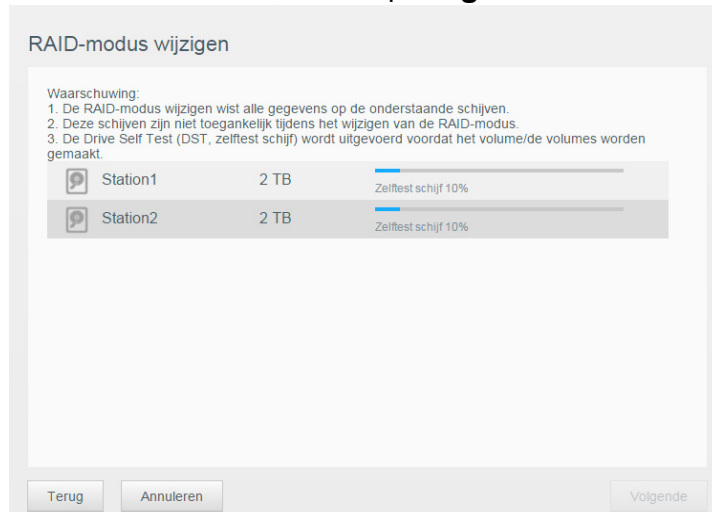 RAID-modus wijzigen
Waarschuwing:
1. De RAID-modus wijzigen wist alle gegevens op de onderstaande schijven.
2. Deze schijven zijn niet toegankelijk tijdens het wijzigen van de RAID-modus.
3. De Drive Self Test (DST, zelftest schijf) wordt uitgevoerd voordat het volume/de volumes worden
gemaakt.
Station1 2 TB Zelftest schijf 10%
Station2 2 TB Zelftest schijf 10%
Terug Annuleren Volgende